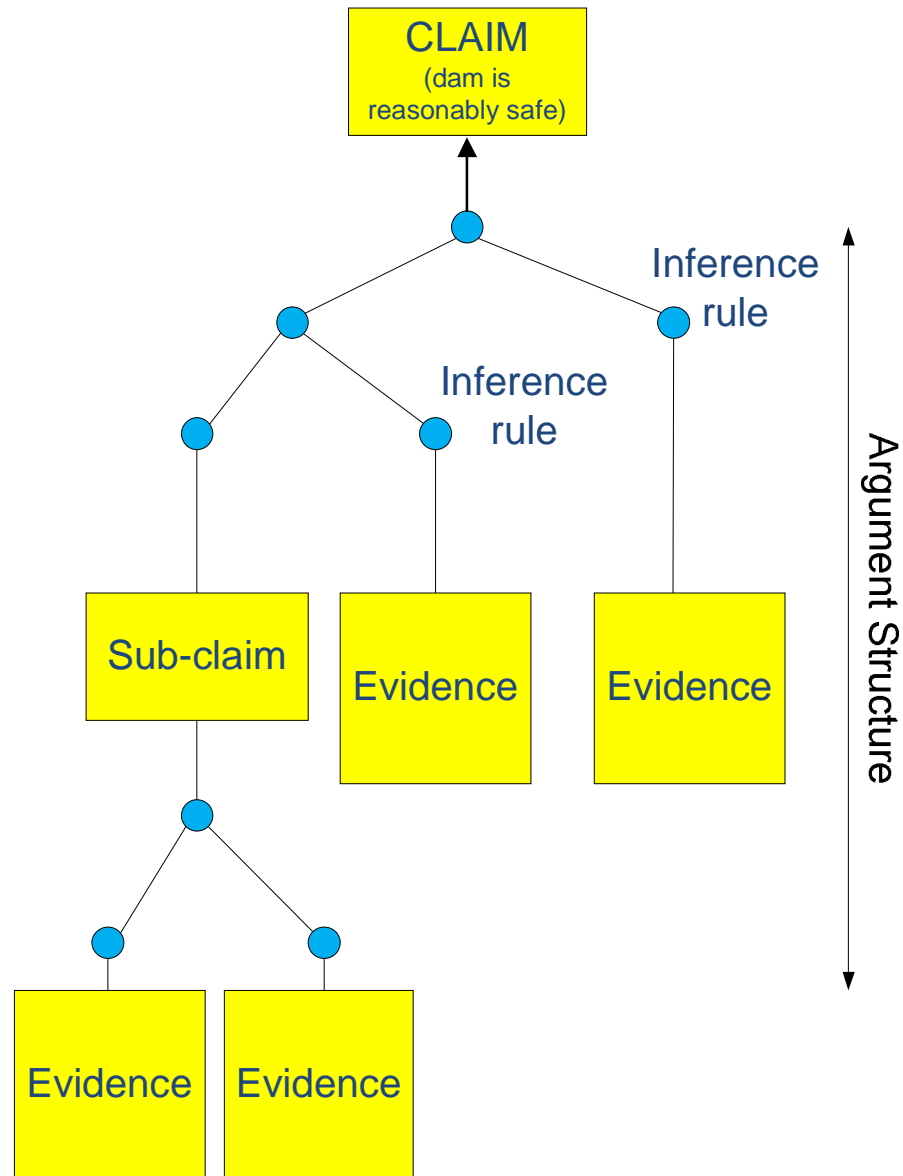 CLAIM
(dam is
reasonably safe)
Inference
rule
Inference
rule
Argument Structure
Sub-claim
Evidence
Evidence
Evidence
Evidence